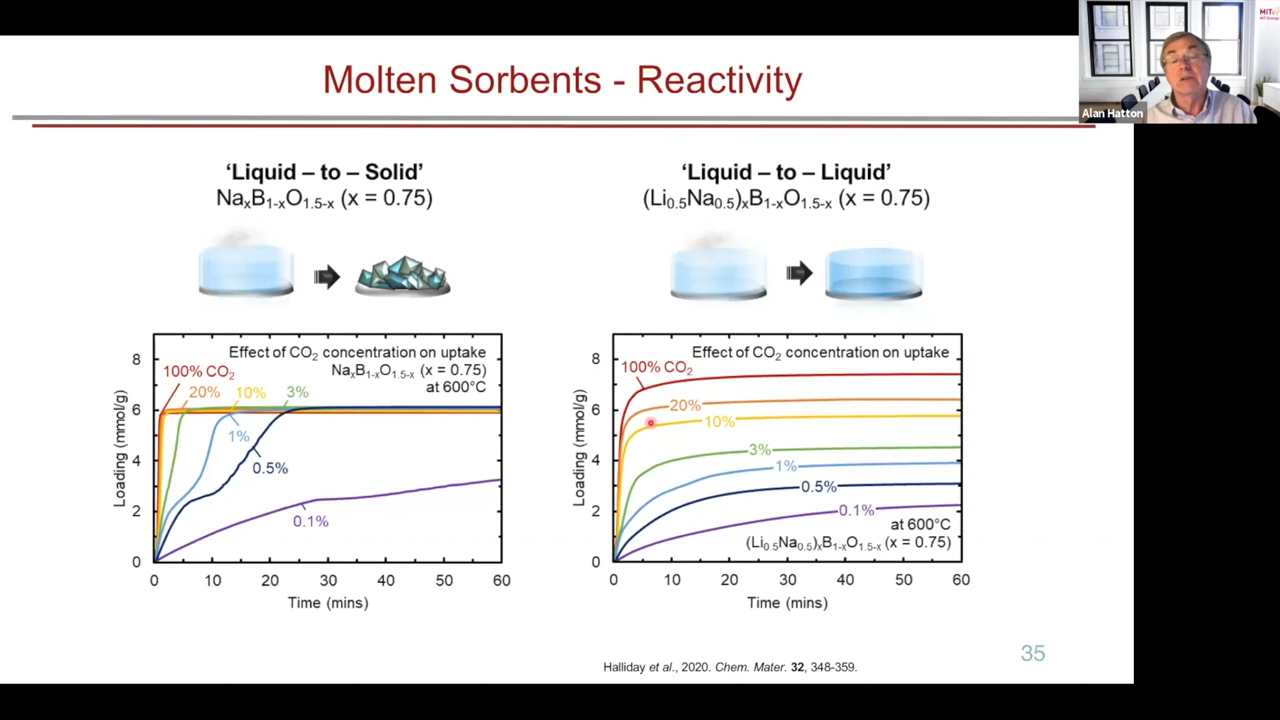 MITei
MIT Energy
Alan Hatton
Molten Sorbents - Reactivity
‘Liquid – to – Solid’
NaxB1-xO1.5-x (x = 0.75)
Effect of CO2 concentration on uptake
NaxB1-xO1.5-x (x = 0.75)
at 600°C
100% CO2
20%
10%
3%
1%
0.5%
0.1%
Loading (mmol/g)
8
6
4
2
0
0 10 20 30 40 50 60
Time (mins)
‘Liquid – to – Liquid’
(Li0.5Na0.5)xB1-xO1.5-x (x = 0.75)
Effect of CO2 concentration on uptake
100% CO2
20%
10%
3%
1%
0.5%
0.1%
at 600°C
(Li0.5Na0.5)xB1-xO1.5-x (x = 0.75)
Loading (mmol/g)
8
6
4
2
0
0 10 20 30 40 50 60
Time (mins)
35
Halliday et al., 2020. Chem. Mater. 32, 348-359.